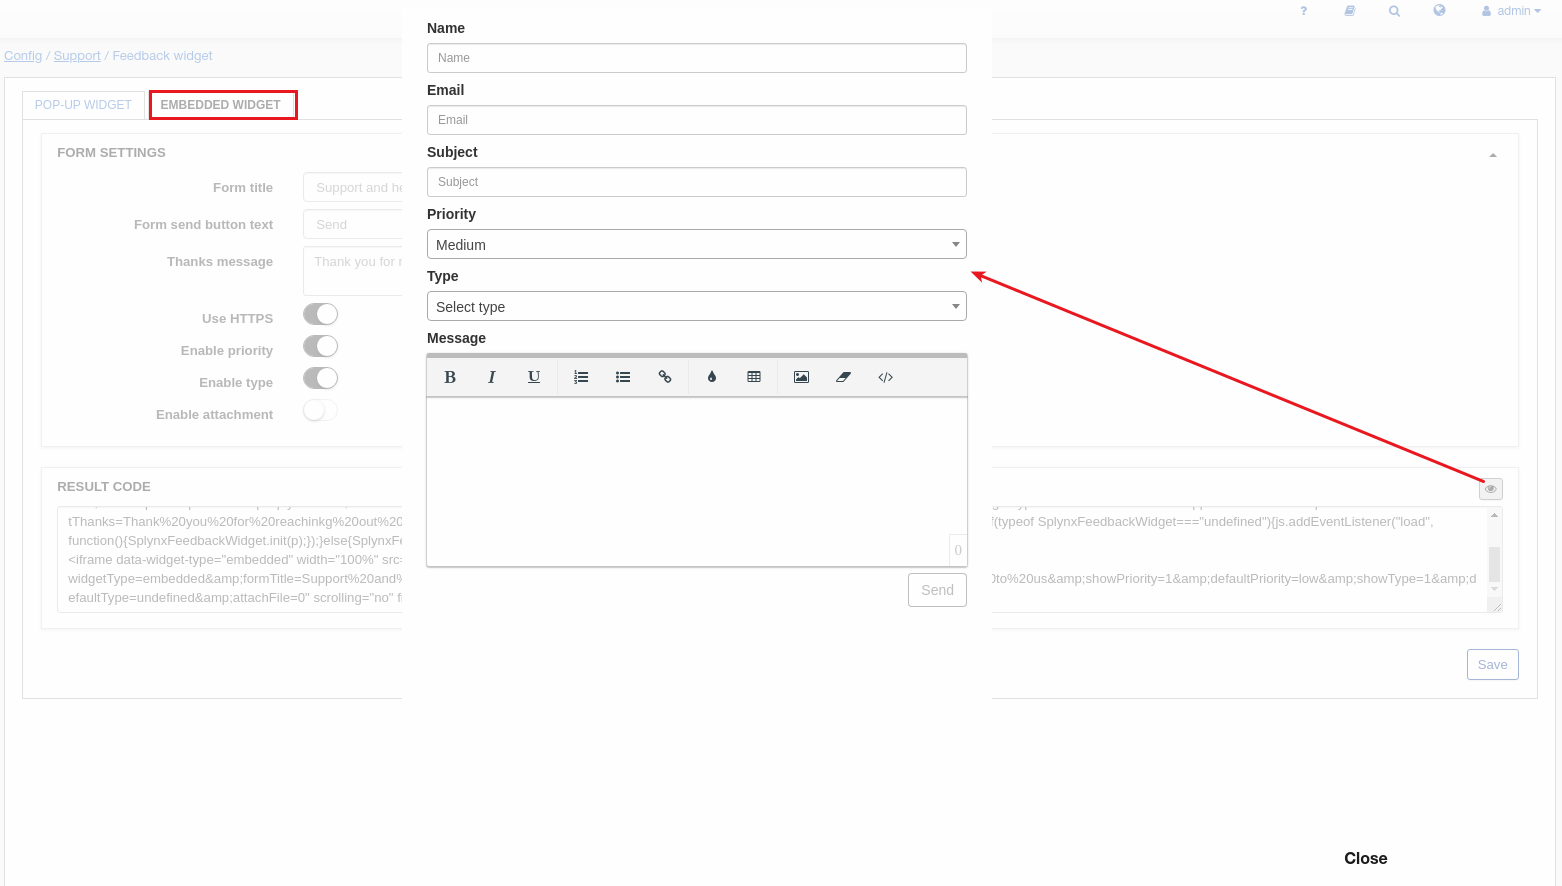 ? admin
Config / Support / Feedback widget
POP-UP WIDGET EMBEDDED WIDGET
FORM SETTINGS
Form title Support and he
Form send button text Send
Thanks message Thank you for r
Use HTTPS
Enable priority
Enable type
Enable attachment
RESULT CODE
tThanks=Thank%20you%20for%20reachinkg%20out%20
function(){SplynxFeedbackWidget.init(p);});}else{SplynxFe
<iframe data-widget-type="embedded" width="100%" src=
widgetType=embedded&amp;formTitle=Support%20and%
efaultType=undefined&amp;attachFile=0" scrolling="no" f
Name
Name
Email
Email
Subject
Subject
Priority
Medium
Type
Select type
Message
B I U </>
0
Send
f(typeof SplynxFeedbackWidget==="undefined"){js.addEventListener("load",
0to%20us&amp;showPriority=1&amp;defaultPriority=low&amp;showType=1&amp;d
Save
Close